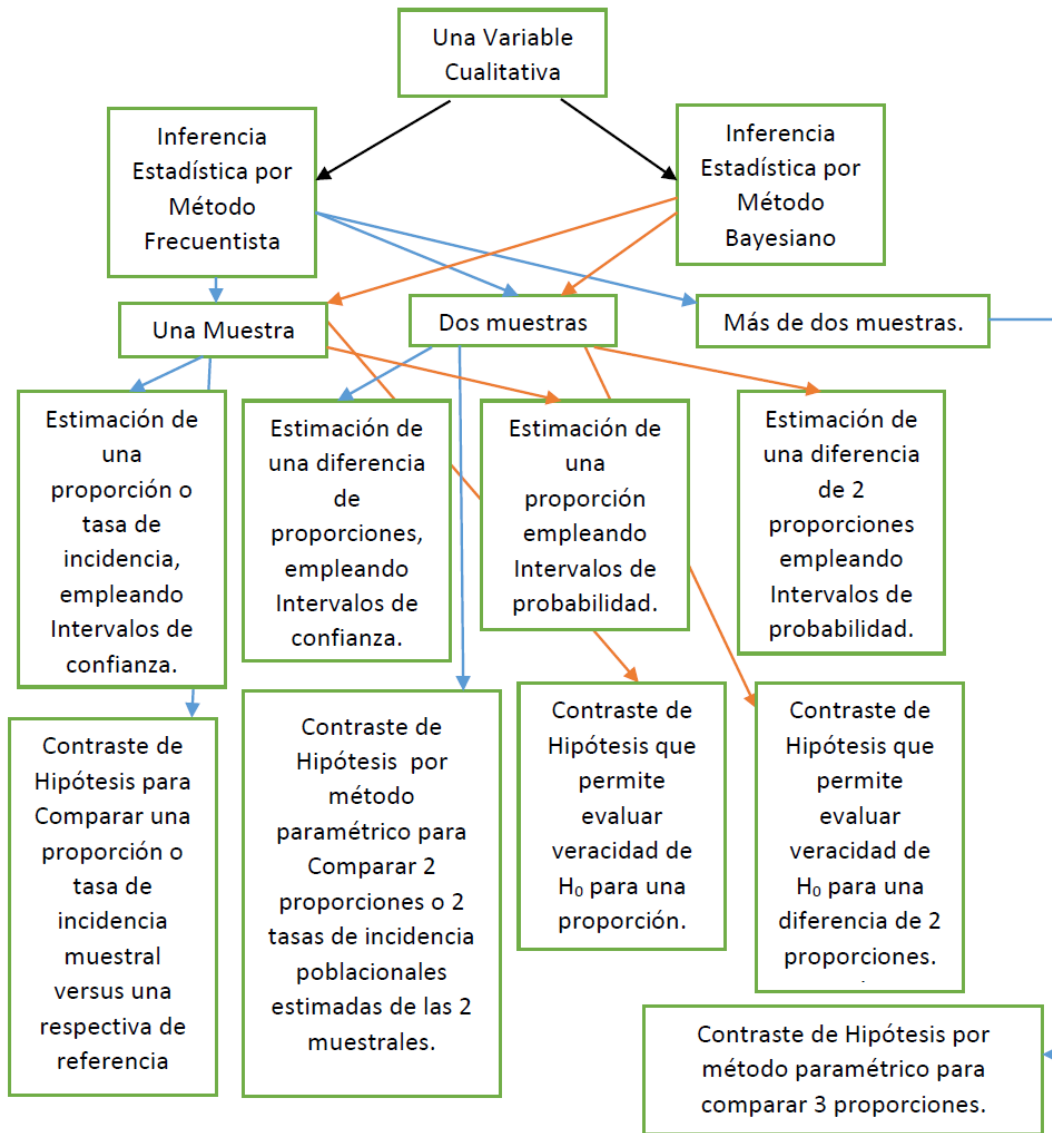 Una Variable
Cualitativa
Inferencia
Estadística por
Método
Frecuentista
Inferencia
Estadística por
Método
Bayesiano
Una Muestra
Dos muestras
Más de dos muestras.
Estimación de
una
proporción o
tasa de
incidencia,
empleando
Intervalos de
confianza.
Estimación de
una diferencia
de
proporciones,
empleando
Intervalos de
confianza.
Estimación de
una
proporción
empleando
Intervalos de
probabilidad.
Estimación de
una diferencia
de 2
proporciones
empleando
Intervalos de
probabilidad.
Contraste de
Hipótesis para
Comparar una
proporción o
tasa de
incidencia
muestral
versus una
respectiva de
referencia
Contraste de
Hipótesis por
método
paramétrico para
Comparar 2
proporciones o 2
tasas de incidencia
poblacionales
estimadas de las 2
muestrales.
Contraste de
Hipótesis que
permite
evaluar
veracidad de
H₀ para una
proporción.
Contraste de
Hipótesis que
permite
evaluar
veracidad de
H₀ para una
diferencia de 2
proporciones.
Contraste de Hipótesis por
método paramétrico para
comparar 3 proporciones.